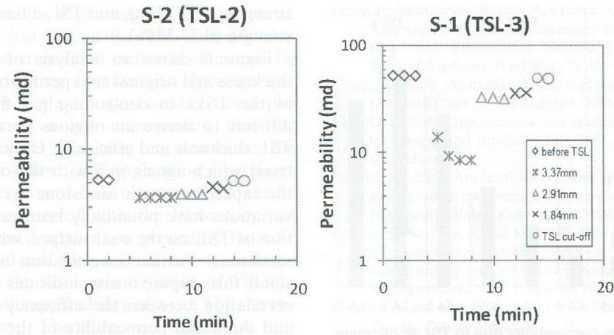 S-2 (TSL-2)
Permeability (md)
100
10
1
0
10
20
Time (min)
S-1 (TSL-3)
Permeability (md)
100
10
1
0
10
20
Time (min)
before TSL
3.37mm
2.91mm
1.84mm
TSL cut-off